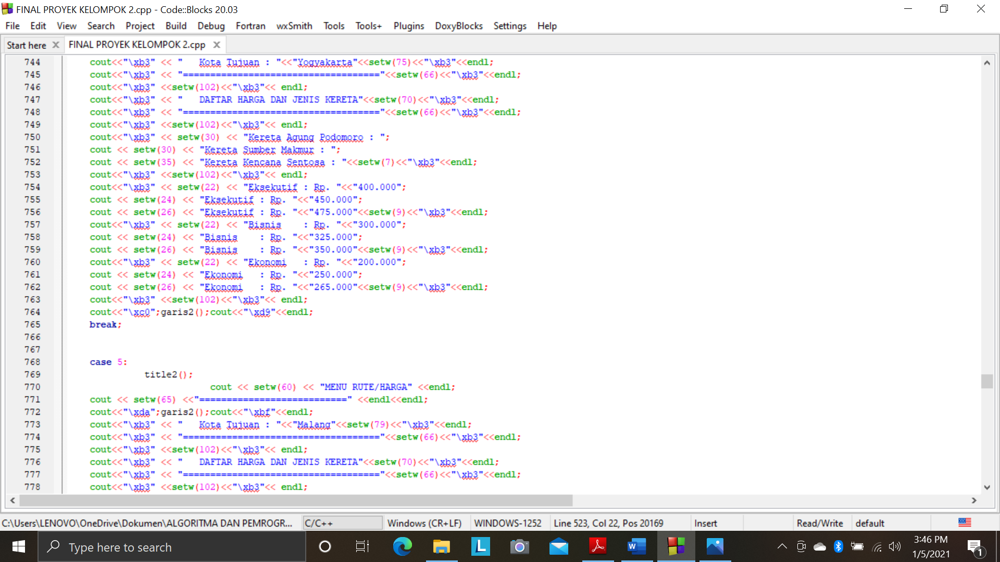 FINAL PROYEK KELOMPOK 2.cpp - Code::Blocks 20.03
File Edit View Search Project Build Debug Fortran wxSmith Tools Tools+ Plugins DoxyBlocks Settings Help
Start here FINAL PROYEK KELOMPOK 2.cpp
744 cout<<"\xb3" << "   Kota Tujuan : "<<"Yogyakarta"<<setw(75)<<"\xb3"<<endl;
745 cout<<"\xb3" << "===================================="<<setw(66)<<"\xb3"<<endl;
746 cout<<"\xb3" <<setw(102)<<"\xb3"<< endl;
747 cout<<"\xb3" << "   DAFTAR HARGA DAN JENIS KERETA"<<setw(70)<<"\xb3"<<endl;
748 cout<<"\xb3" << "===================================="<<setw(66)<<"\xb3"<<endl;
749 cout<<"\xb3" <<setw(102)<<"\xb3"<< endl;
750 cout<<"\xb3" << setw(30) << "Kereta Agung Podomoro : ";
751 cout << setw(30) << "Kereta Sumber Makmur : ";
752 cout << setw(35) << "Kereta Kencana Sentosa : "<<setw(7)<<"\xb3"<<endl;
753 cout<<"\xb3" <<setw(102)<<"\xb3"<< endl;
754 cout<<"\xb3" << setw(22) << "Eksekutif : Rp. "<<"400.000";
755 cout << setw(24) << "Eksekutif : Rp. "<<"450.000";
756 cout << setw(26) << "Eksekutif : Rp. "<<"475.000"<<setw(9)<<"\xb3"<<endl;
757 cout<<"\xb3" << setw(22) << "Bisnis    : Rp. "<<"300.000";
758 cout << setw(24) << "Bisnis    : Rp. "<<"325.000";
759 cout << setw(26) << "Bisnis    : Rp. "<<"350.000"<<setw(9)<<"\xb3"<<endl;
760 cout<<"\xb3" << setw(22) << "Ekonomi   : Rp. "<<"200.000";
761 cout << setw(24) << "Ekonomi   : Rp. "<<"250.000";
762 cout << setw(26) << "Ekonomi   : Rp. "<<"265.000"<<setw(9)<<"\xb3"<<endl;
763 cout<<"\xb3" <<setw(102)<<"\xb3"<< endl;
764 cout<<"\xc0";garis2();cout<<"\xd9"<<endl;
765 break;
766
767
768 case 5:
769 title2();
770 cout << setw(60) << "MENU RUTE/HARGA" <<endl;
771 cout << setw(65) <<"===========================" <<endl<<endl;
772 cout<<"\xda";garis2();cout<<"\xbf"<<endl;
773 cout<<"\xb3" << "   Kota Tujuan : "<<"Malang"<<setw(79)<<"\xb3"<<endl;
774 cout<<"\xb3" << "===================================="<<setw(66)<<"\xb3"<<endl;
775 cout<<"\xb3" <<setw(102)<<"\xb3"<< endl;
776 cout<<"\xb3" << "   DAFTAR HARGA DAN JENIS KERETA"<<setw(70)<<"\xb3"<<endl;
777 cout<<"\xb3" << "===================================="<<setw(66)<<"\xb3"<<endl;
778 cout<<"\xb3" <<setw(102)<<"\xb3"<< endl;
C:\Users\LENOVO\OneDrive\Dokumen\ALGORITMA DAN PEMROGR... C/C++ Windows (CR+LF) WINDOWS-1252 Line 523, Col 22, Pos 20169 Insert Read/Write default
Type here to search
3:46 PM
1/5/2021
1